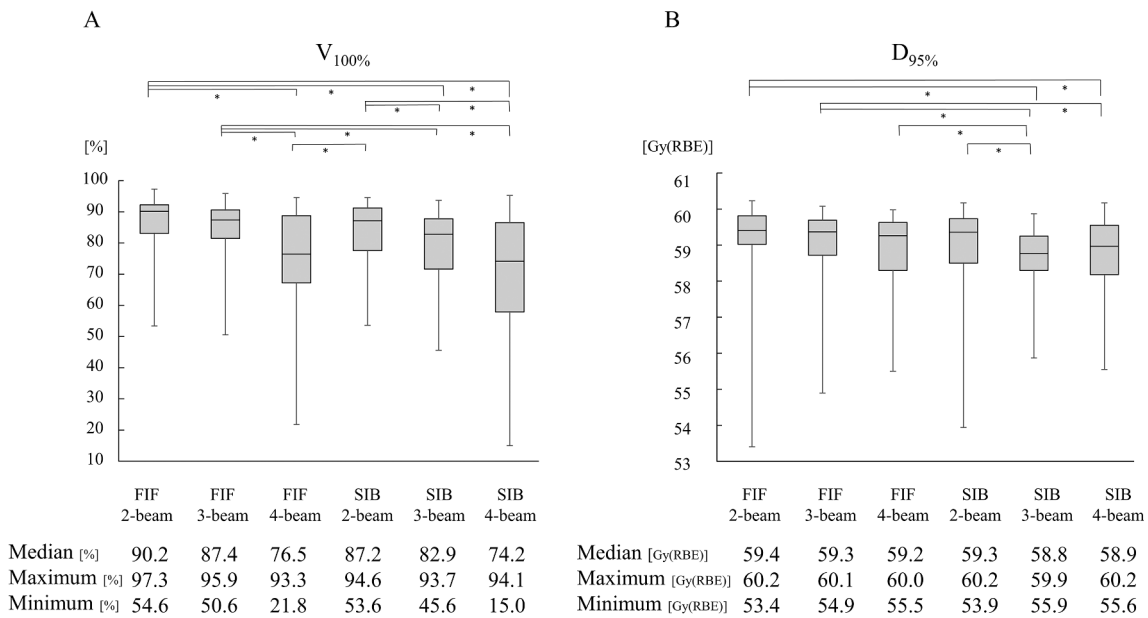 A
V100%
* *
*
* *
*
* * *
*
[%]
100
90
80
70
60
50
40
30
20
10
FIF FIF FIF SIB SIB SIB
2-beam 3-beam 4-beam 2-beam 3-beam 4-beam
Median [%] 90.2 87.4 76.5 87.2 82.9 74.2
Maximum [%] 97.3 95.9 93.3 94.6 93.7 94.1
Minimum [%] 54.6 50.6 21.8 53.6 45.6 15.0
B
D95%
*
*
*
*
*
*
[Gy(RBE)]
61
60
59
58
57
56
55
54
53
FIF FIF FIF SIB SIB SIB
2-beam 3-beam 4-beam 2-beam 3-beam 4-beam
Median [Gy(RBE)] 59.4 59.3 59.2 59.3 58.8 58.9
Maximum [Gy(RBE)] 60.2 60.1 60.0 60.2 59.9 60.2
Minimum [Gy(RBE)] 53.4 54.9 55.5 53.9 55.9 55.6